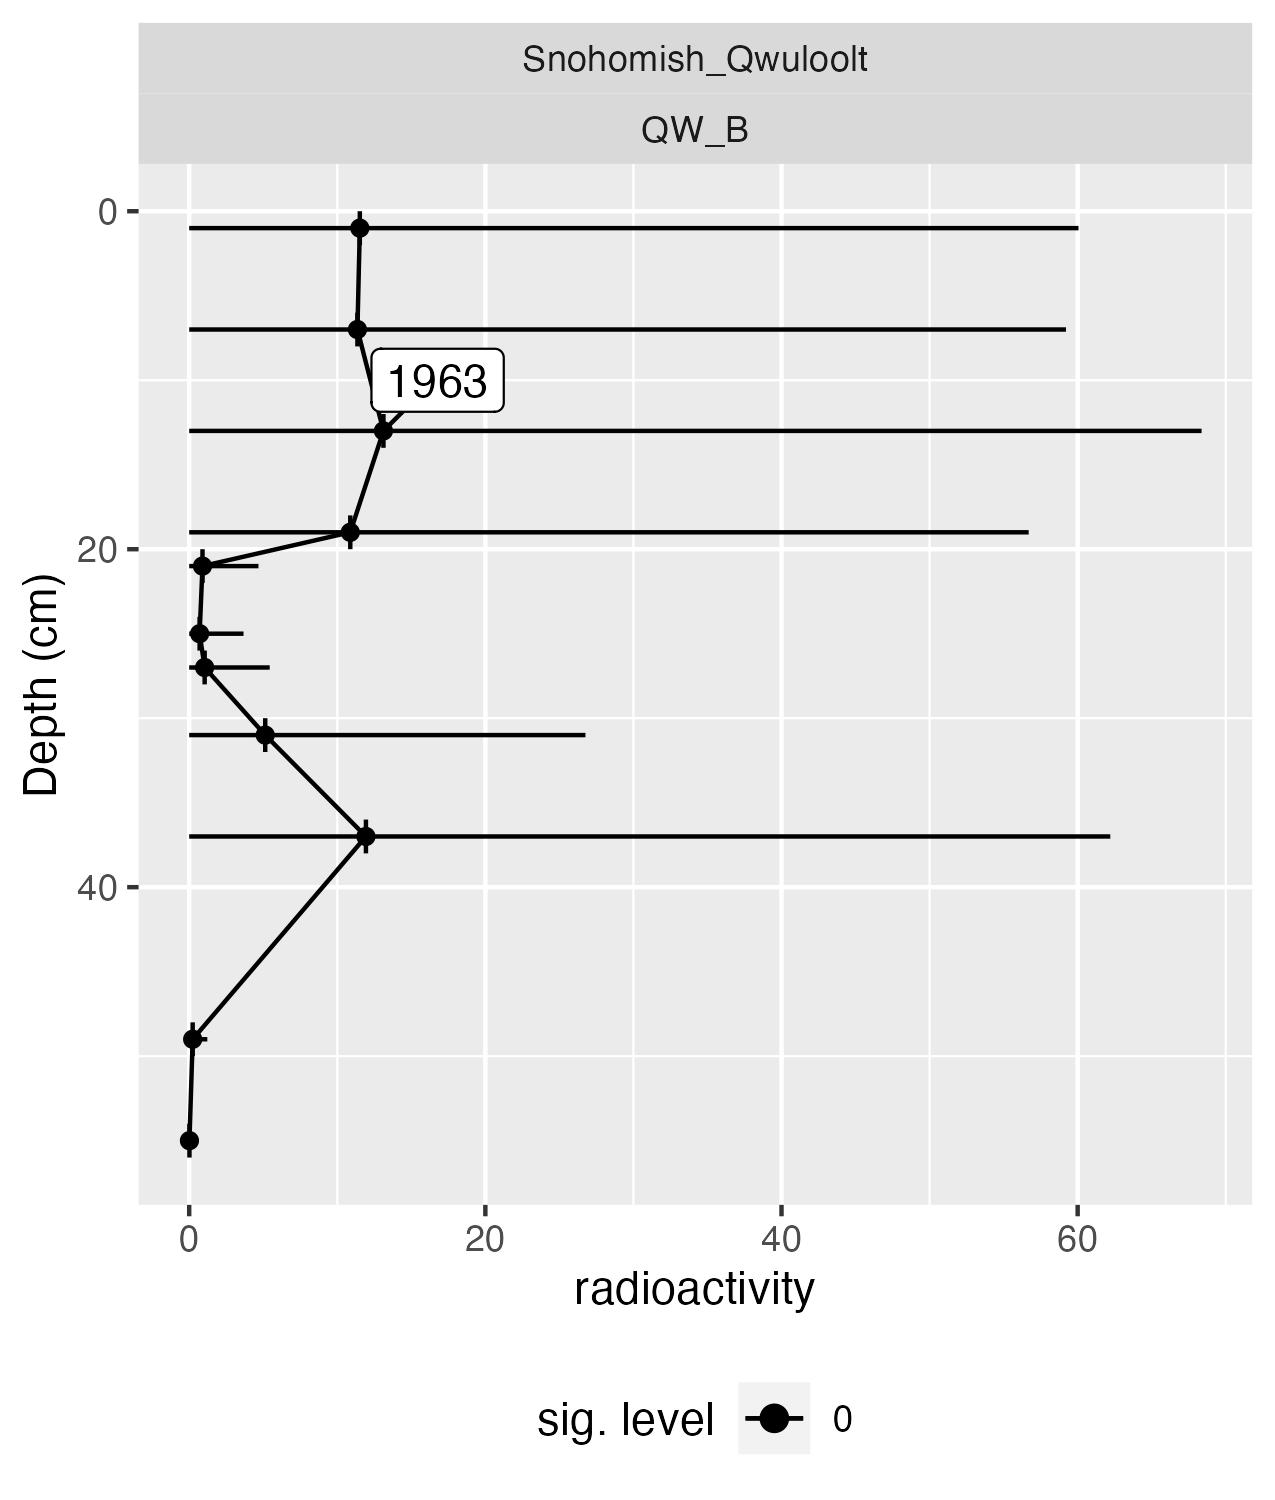 Snohomish_Qwuloolt
QW_B
0
1963
20
40
Depth (cm)
0 20 40 60
radioactivity
sig. level 0